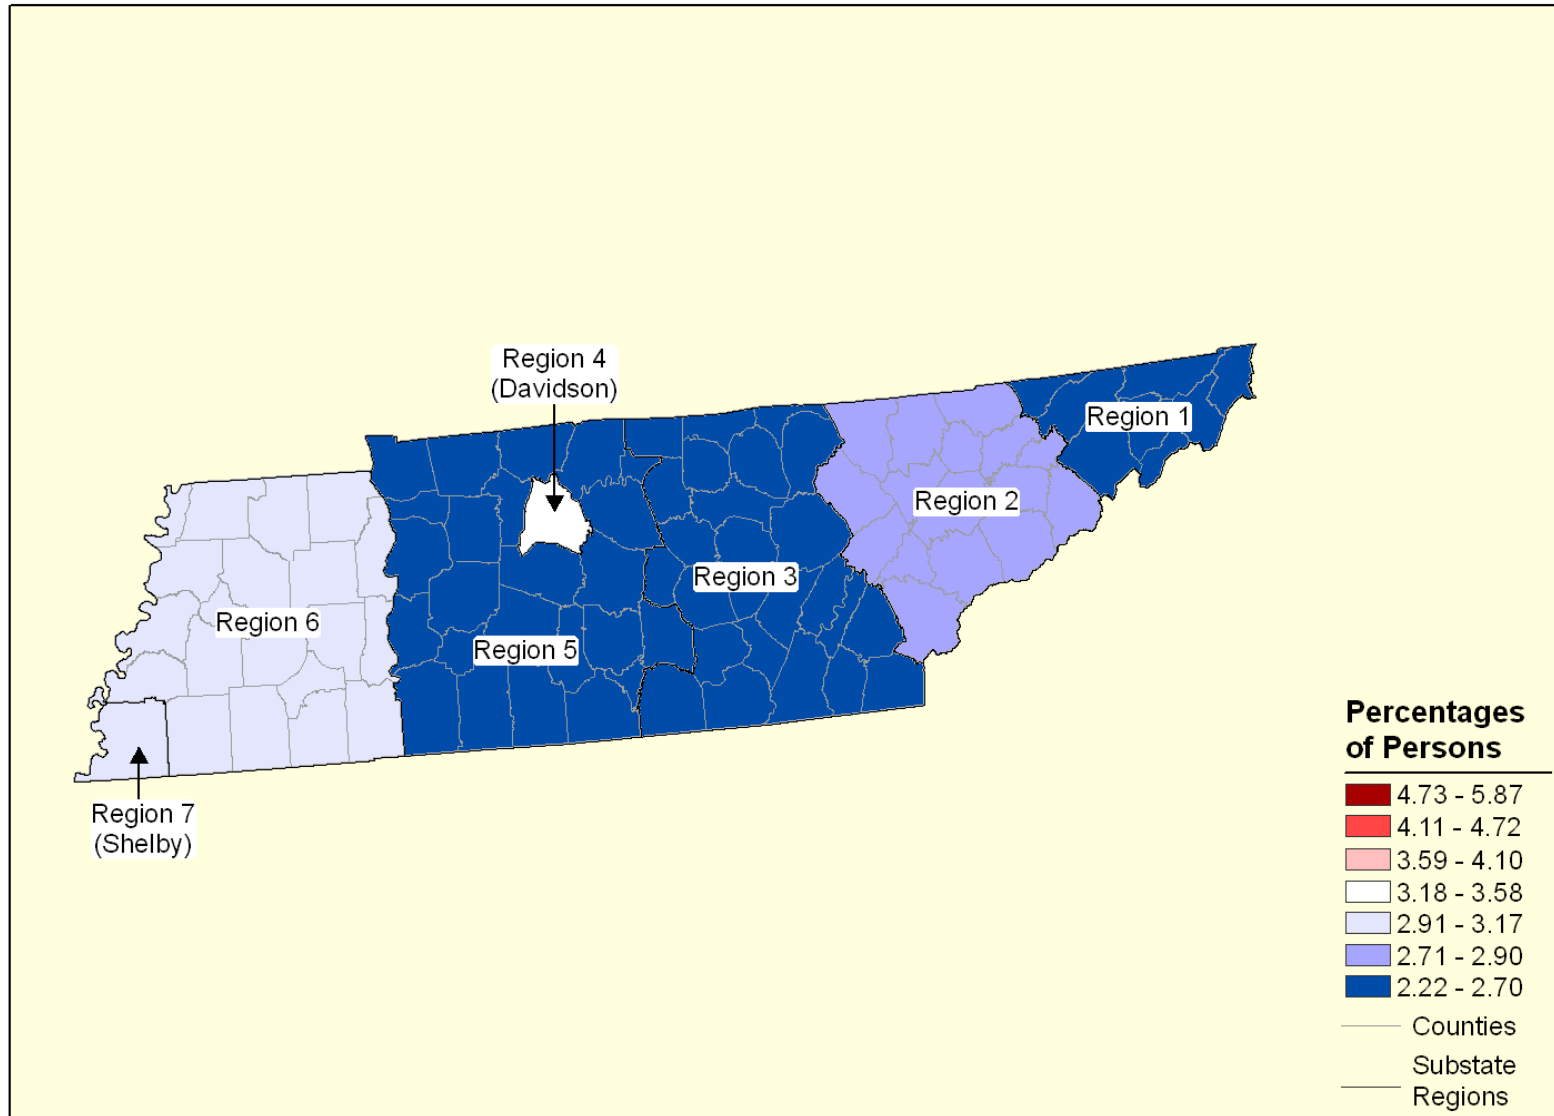 Region 4
(Davidson)
Region 1
Region 2
Region 3
Region 6
Region 5
Region 7
(Shelby)
Percentages
of Persons
4.73 - 5.87
4.11 - 4.72
3.59 - 4.10
3.18 - 3.58
2.91 - 3.17
2.71 - 2.90
2.22 - 2.70
Counties
Substate
Regions